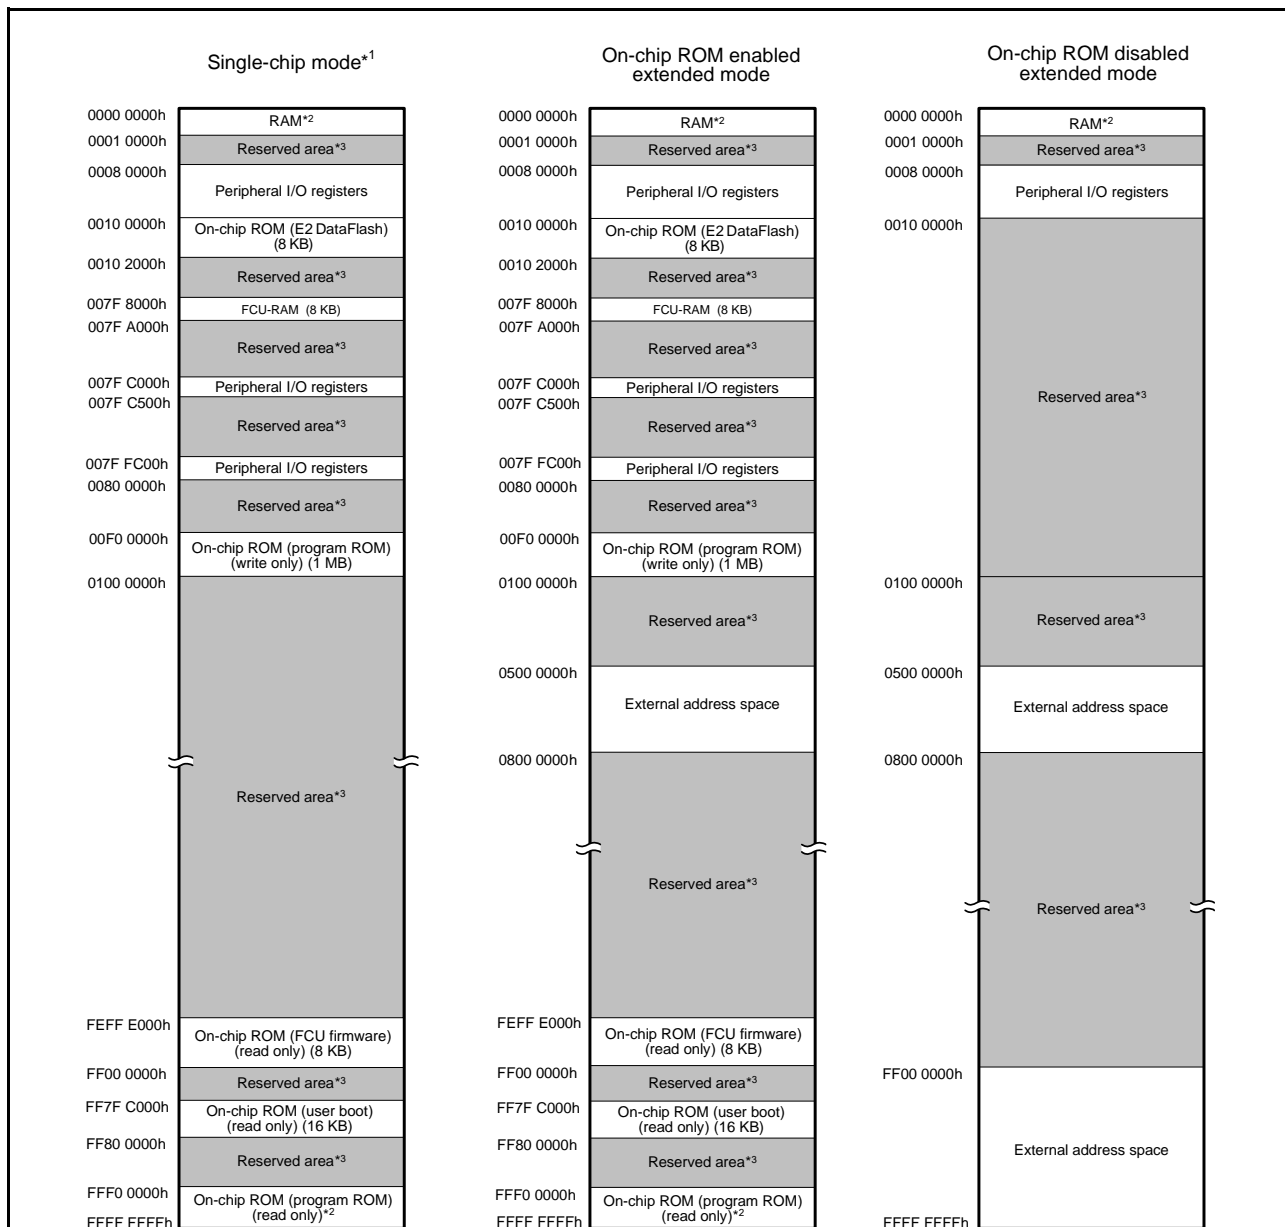 Single-chip mode*1
0000 0000h
RAM*2
0001 0000h
Reserved area*3
0008 0000h
Peripheral I/O registers
0010 0000h
On-chip ROM (E2 DataFlash)
(8 KB)
0010 2000h
Reserved area*3
007F 8000h
FCU-RAM (8 KB)
007F A000h
Reserved area*3
007F C000h
Peripheral I/O registers
007F C500h
Reserved area*3
007F FC00h
Peripheral I/O registers
0080 0000h
Reserved area*3
00F0 0000h
On-chip ROM (program ROM)
(write only) (1 MB)
0100 0000h
Reserved area*3
FEFF E000h
On-chip ROM (FCU firmware)
(read only) (8 KB)
FF00 0000h
Reserved area*3
FF7F C000h
On-chip ROM (user boot)
(read only) (16 KB)
FF80 0000h
Reserved area*3
FFF0 0000h
On-chip ROM (program ROM)
(read only)*2
FFFF FFFFh
On-chip ROM enabled
extended mode
0000 0000h
RAM*2
0001 0000h
Reserved area*3
0008 0000h
Peripheral I/O registers
0010 0000h
On-chip ROM (E2 DataFlash)
(8 KB)
0010 2000h
Reserved area*3
007F 8000h
FCU-RAM (8 KB)
007F A000h
Reserved area*3
007F C000h
Peripheral I/O registers
007F C500h
Reserved area*3
007F FC00h
Peripheral I/O registers
0080 0000h
Reserved area*3
00F0 0000h
On-chip ROM (program ROM)
(write only) (1 MB)
0100 0000h
Reserved area*3
0500 0000h
External address space
0800 0000h
Reserved area*3
FEFF E000h
On-chip ROM (FCU firmware)
(read only) (8 KB)
FF00 0000h
Reserved area*3
FF7F C000h
On-chip ROM (user boot)
(read only) (16 KB)
FF80 0000h
Reserved area*3
FFF0 0000h
On-chip ROM (program ROM)
(read only)*2
FFFF FFFFh
On-chip ROM disabled
extended mode
0000 0000h
RAM*2
0001 0000h
Reserved area*3
0008 0000h
Peripheral I/O registers
0010 0000h
Reserved area*3
0100 0000h
Reserved area*3
0500 0000h
External address space
0800 0000h
Reserved area*3
FF00 0000h
External address space
FFFF FFFFh